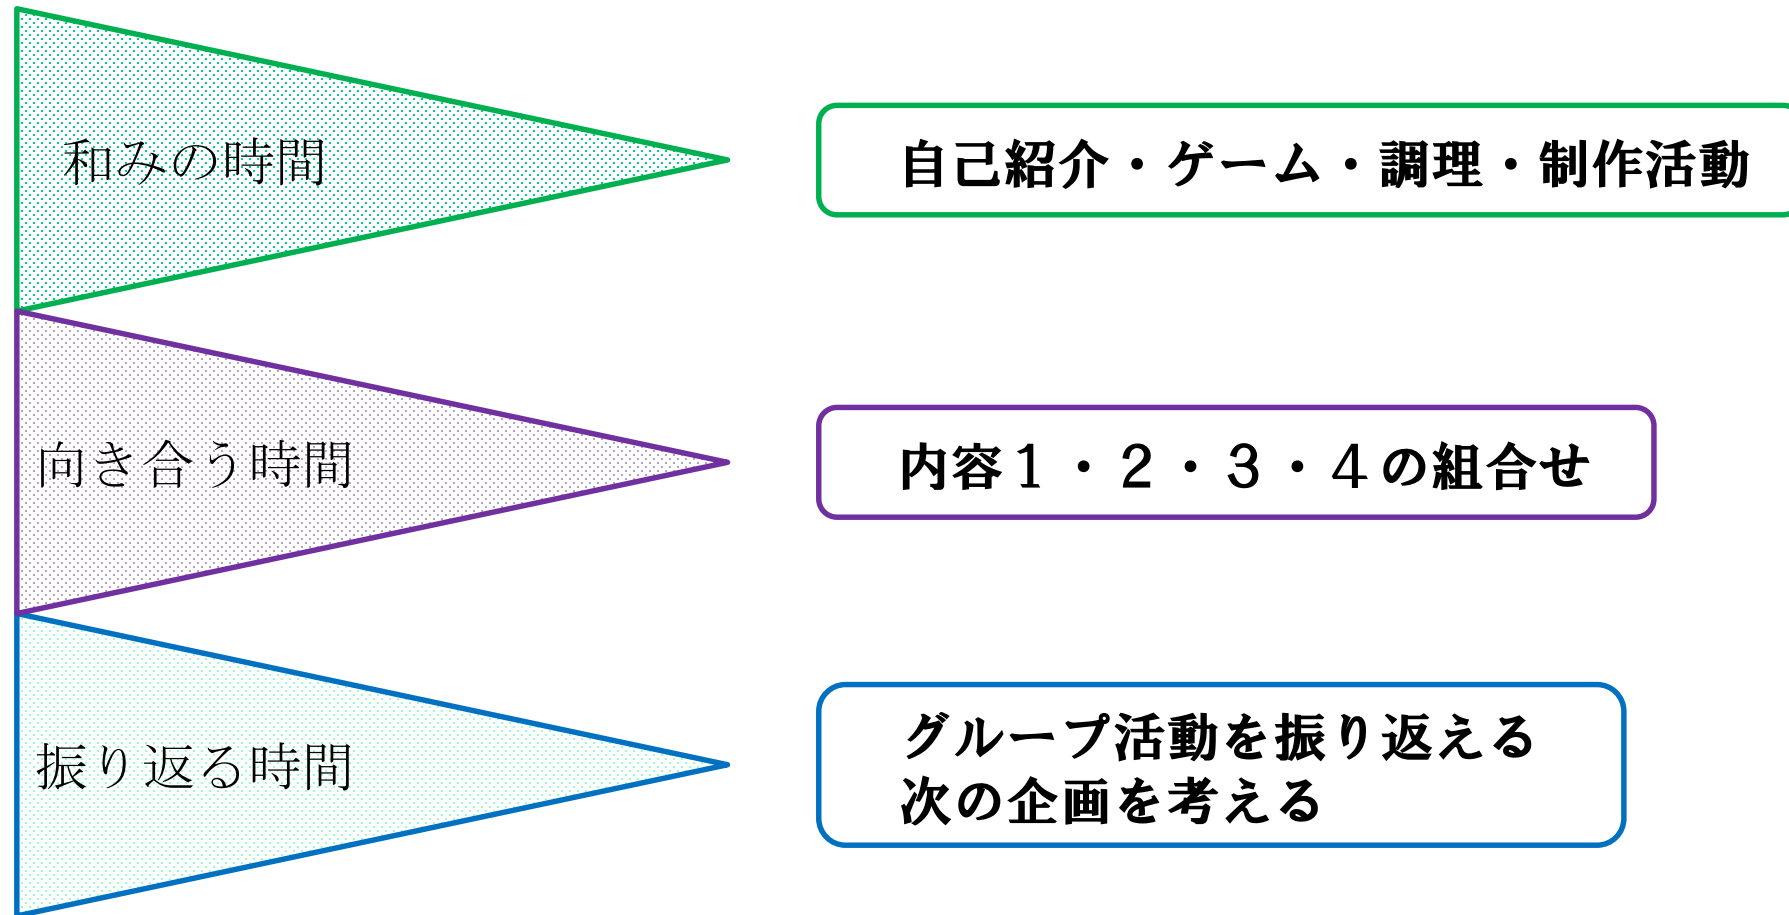 和みの時間
自己紹介・ゲーム・調理・制作活動
向き合う時間
内容１・２・３・４の組合せ
振り返る時間
グループ活動を振り返える
次の企画を考える